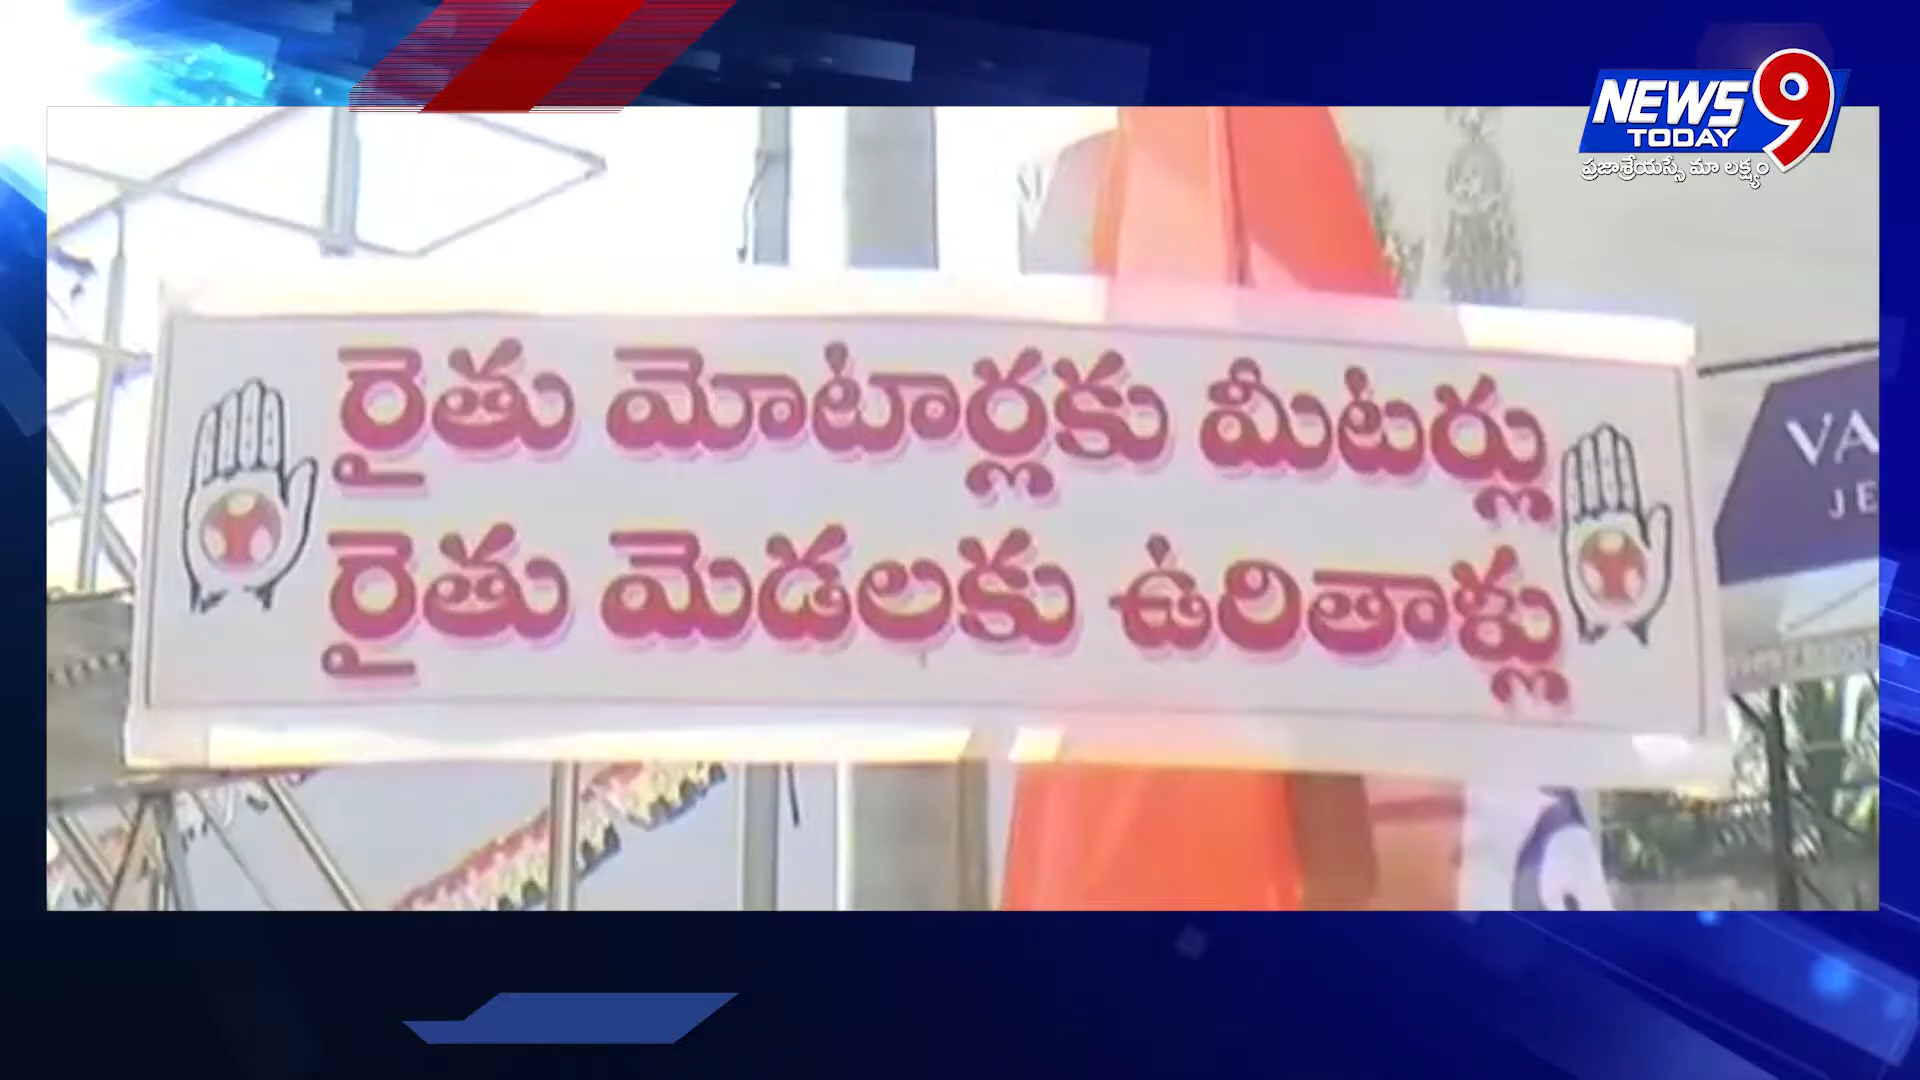 NEWS 9
TODAY
ప్రజాశ్రేయస్సే మా లక్ష్యం
రైతు మోటార్లకు మీటర్లు
రైతు మెడలకు ఉరితాళ్లు
VA
JE